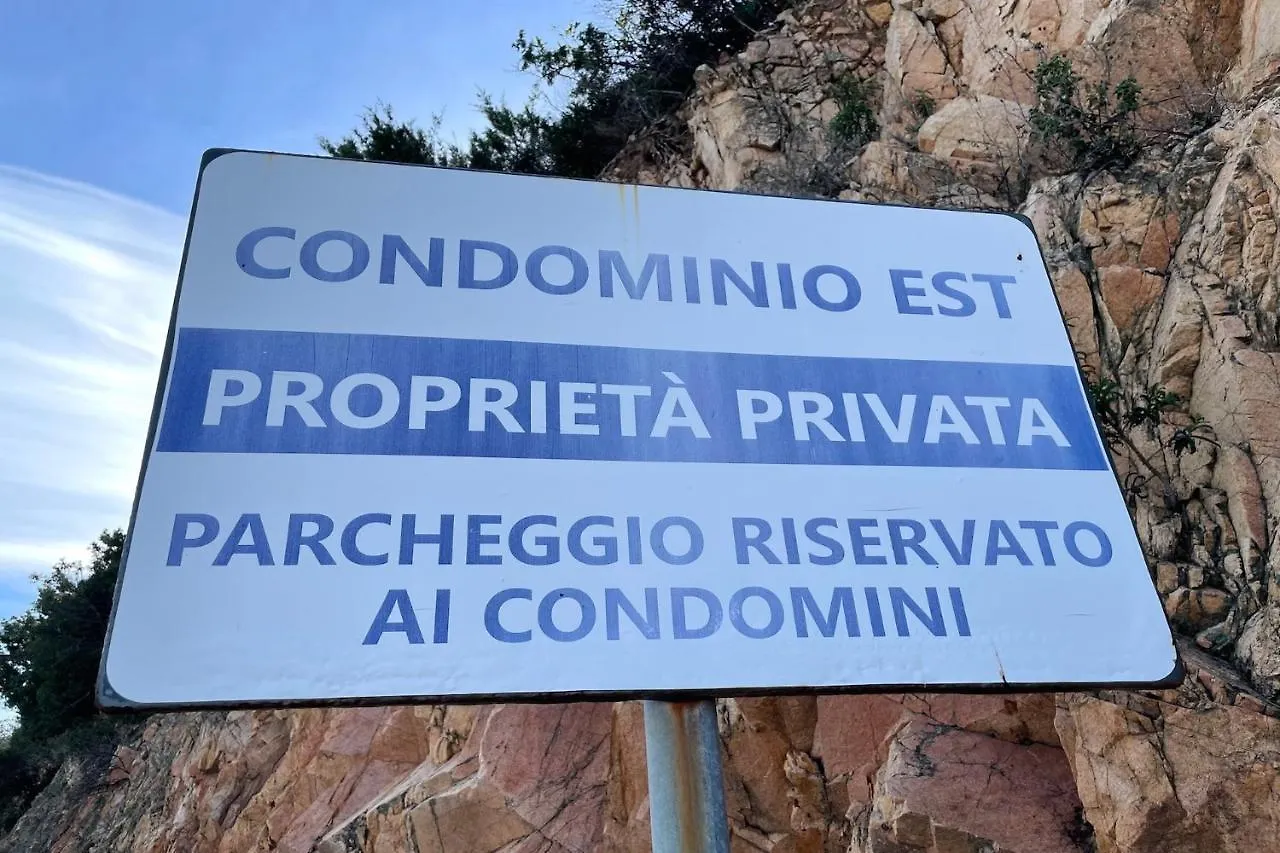 CONDOMINIO EST
PROPRIETÀ PRIVATA
PARCHEGGIO RISERVATO
AI CONDOMINI